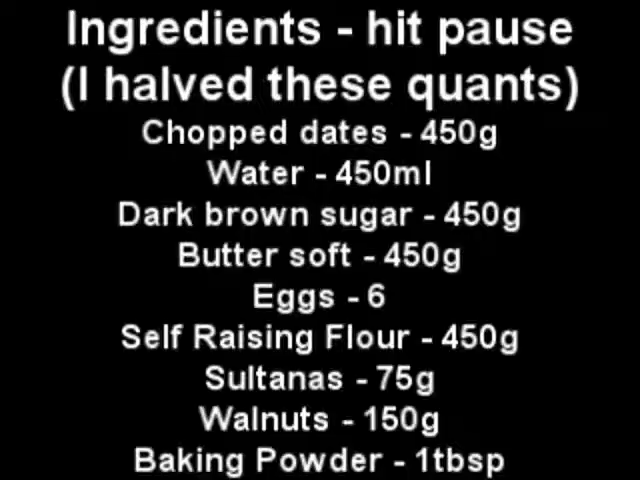 Ingredients - hit pause
(I halved these quants)
Chopped dates - 450g
Water - 450ml
Dark brown sugar - 450g
Butter soft - 450g
Eggs - 6
Self Raising Flour - 450g
Sultanas - 75g
Walnuts - 150g
Baking Powder - 1tbsp